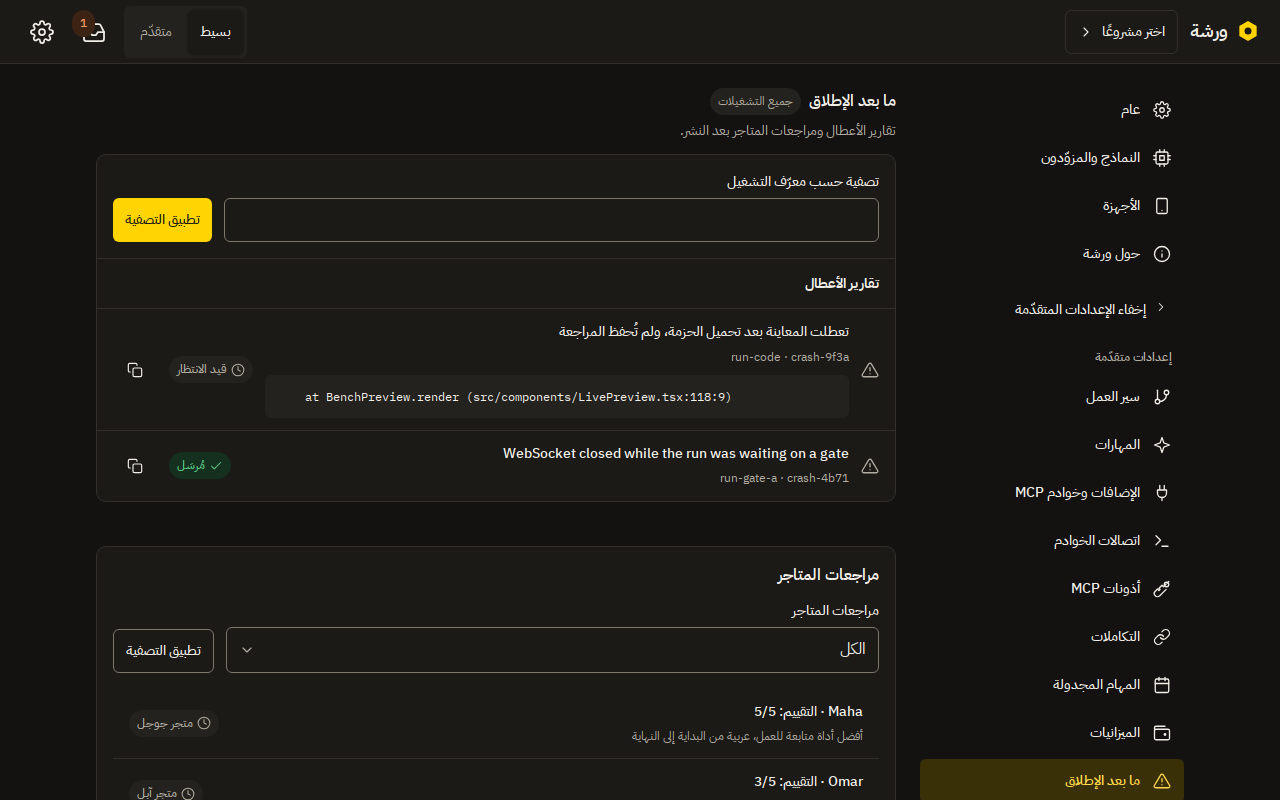 ورشة
اختر مشروعًا
بسيط
متقدّم
1
عام
النماذج والمزوّدون
الأجهزة
حول ورشة
إخفاء الإعدادات المتقدّمة
إعدادات متقدّمة
سير العمل
المهارات
الإضافات وخوادم MCP
اتصالات الخوادم
أذونات MCP
التكاملات
المهام المجدولة
الميزانيات
ما بعد الإطلاق
ما بعد الإطلاق
جميع التشغيلات
تقارير الأعطال ومراجعات المتاجر بعد النشر.
تصفية حسب معرّف التشغيل
تطبيق التصفية
تقارير الأعطال
تعطلت المعاينة بعد تحميل الحزمة، ولم تُحفظ المراجعة
run-code · crash-9f3a
قيد الانتظار
at BenchPreview.render (src/components/LivePreview.tsx:118:9)
WebSocket closed while the run was waiting on a gate
run-gate-a · crash-4b71
مُرسَل
مراجعات المتاجر
مراجعات المتاجر
الكل
تطبيق التصفية
Maha · التقييم: 5/5
أفضل أداة متابعة للعمل، عربية من البداية إلى النهاية
متجر جوجل
Omar · التقييم: 3/5
متجر آبل